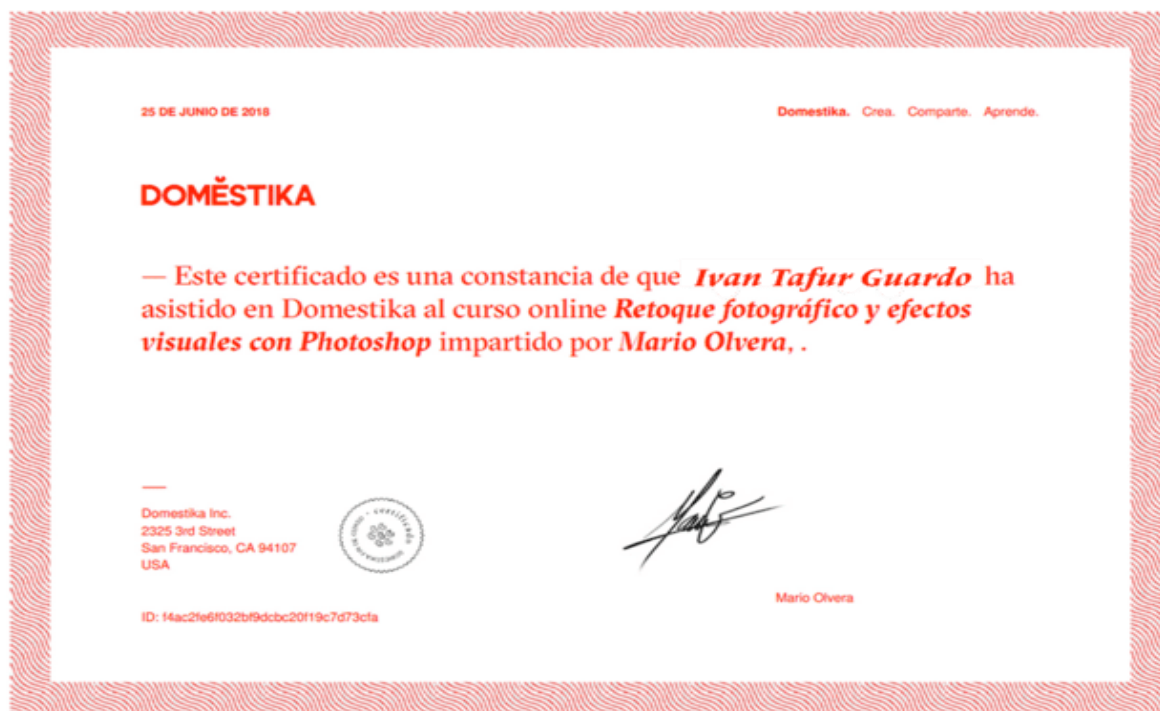 25 DE JUNIO DE 2018
Domestika. Crea. Comparte. Aprende.
DOMĔSTIKA
— Este certificado es una constancia de que Ivan Tafur Guardo ha
asistido en Domestika al curso online Retoque fotográfico y efectos
visuales con Photoshop impartido por Mario Olvera, .
Domestika Inc.
2325 3rd Street
San Francisco, CA 94107
USA
certificado
Mario Olvera
ID: f4ac2fe6f032bf9dcbc20f19c7d73cfa